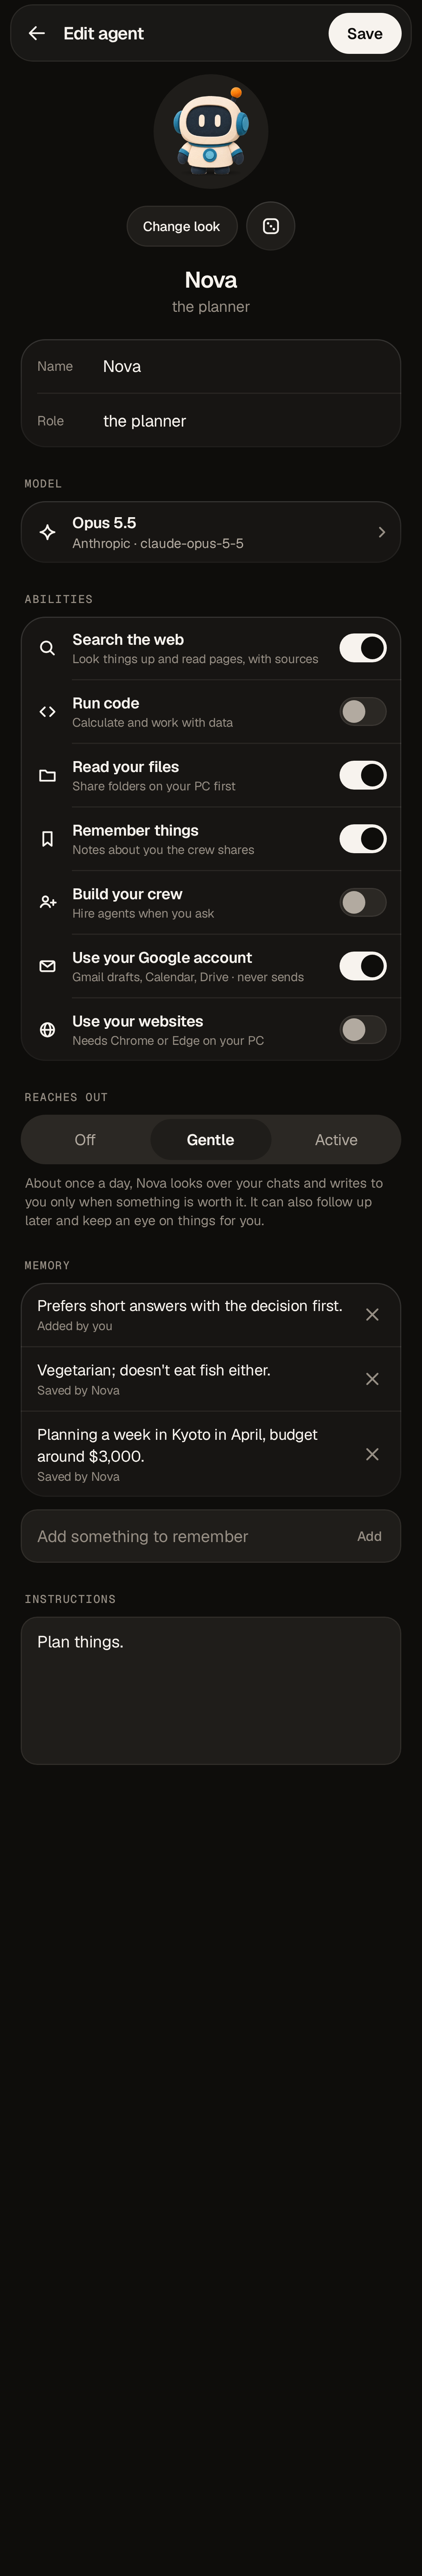 Edit agent
Save
Change look
Nova
the planner
Name
Nova
Role
the planner
MODEL
Opus 5.5
Anthropic · claude-opus-5-5
ABILITIES
Search the web
Look things up and read pages, with sources
Run code
Calculate and work with data
Read your files
Share folders on your PC first
Remember things
Notes about you the crew shares
Build your crew
Hire agents when you ask
Use your Google account
Gmail drafts, Calendar, Drive · never sends
Use your websites
Needs Chrome or Edge on your PC
REACHES OUT
Off
Gentle
Active
About once a day, Nova looks over your chats and writes to
you only when something is worth it. It can also follow up
later and keep an eye on things for you.
MEMORY
Prefers short answers with the decision first.
Added by you
Vegetarian; doesn't eat fish either.
Saved by Nova
Planning a week in Kyoto in April, budget
around $3,000.
Saved by Nova
Add something to remember
Add
INSTRUCTIONS
Plan things.